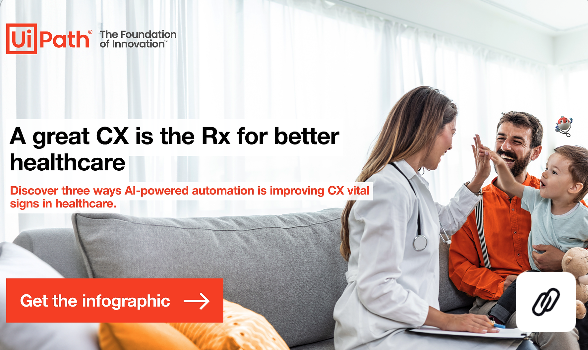 UiPath
The Foundation
of Innovation™
A great CX is the Rx for better
healthcare
Discover three ways AI-powered automation is improving CX vital
signs in healthcare.
Get the infographic